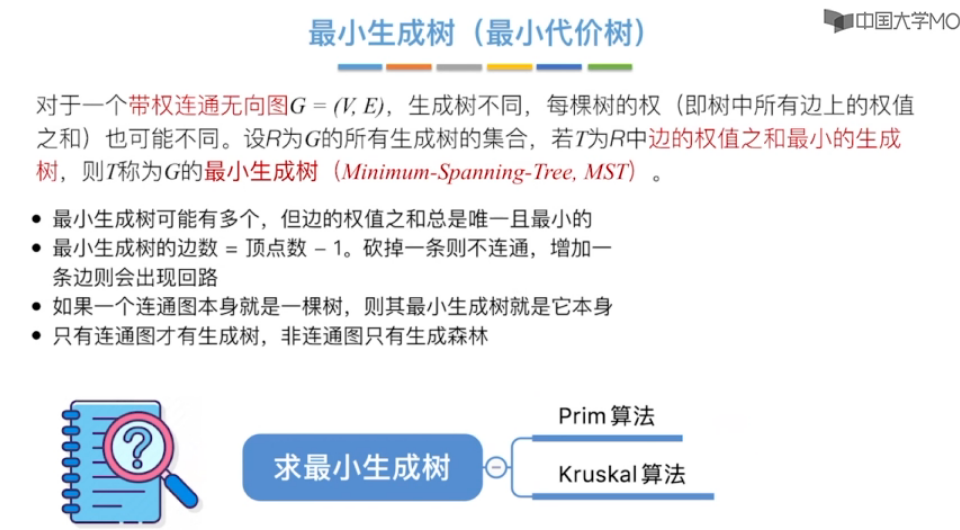 最小生成树（最小代价树）
中国大学MO
对于一个带权连通无向图G = (V, E)，生成树不同，每棵树的权（即树中所有边上的权值
之和）也可能不同。设R为G的所有生成树的集合，若T为R中边的权值之和最小的生成
树，则T称为G的最小生成树（Minimum-Spanning-Tree, MST）。
● 最小生成树可能有多个，但边的权值之和总是唯一且最小的
● 最小生成树的边数 = 顶点数 − 1。砍掉一条则不连通，增加一
条边则会出现回路
● 如果一个连通图本身就是一棵树，则其最小生成树就是它本身
● 只有连通图才有生成树，非连通图只有生成森林
?
求最小生成树
Prim 算法
Kruskal 算法